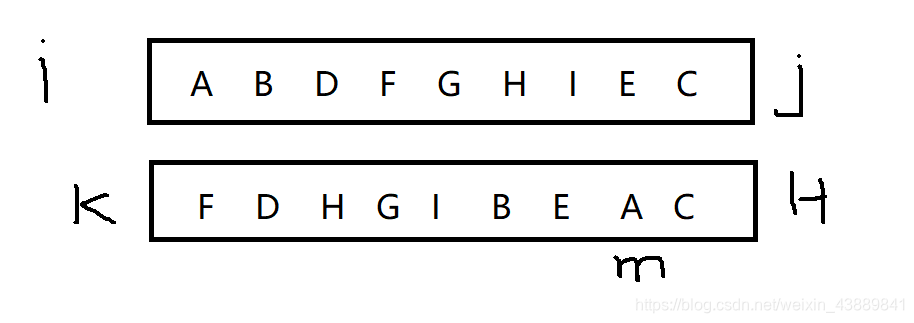 i A B D F G H I E C j
K F D H G I B E A C H
m
https://blog.csdn.net/weixin_43889841